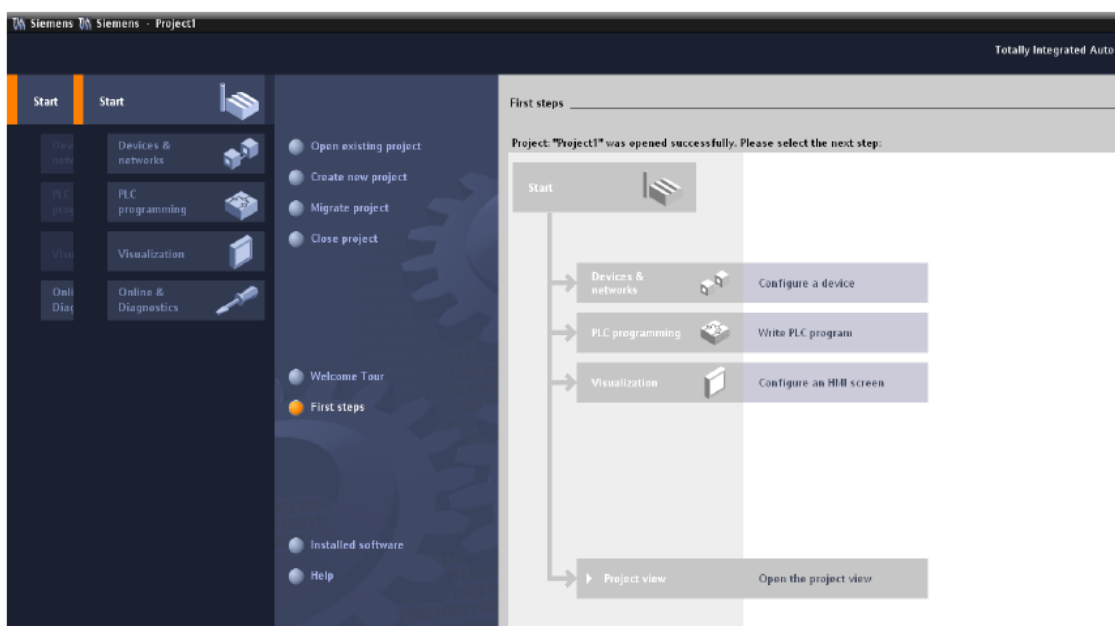 Siemens Siemens - Project1
Totally Integrated Auto
Start
Start
Devices &
networks
PLC
programming
Visualization
Onli
Diag
Online &
Diagnostics
Open existing project
Create new project
Migrate project
Close project
Welcome Tour
First steps
Installed software
Help
First steps
Project: "Project1" was opened successfully. Please select the next step:
Start
Devices &
networks
Configure a device
PLC programming
Write PLC program
Visualization
Configure an HMI screen
Project view
Open the project view